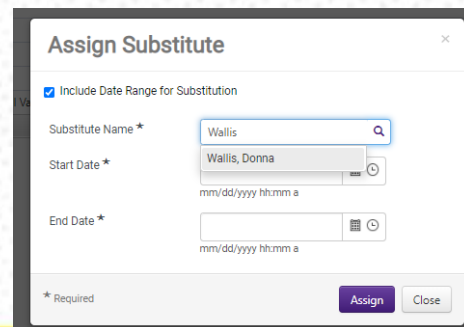 Assign Substitute
×
Include Date Range for Substitution
Substitute Name *
Wallis
Wallis, Donna
Start Date *
mm/dd/yyyy hh:mm a
End Date *
mm/dd/yyyy hh:mm a
* Required
Assign
Close